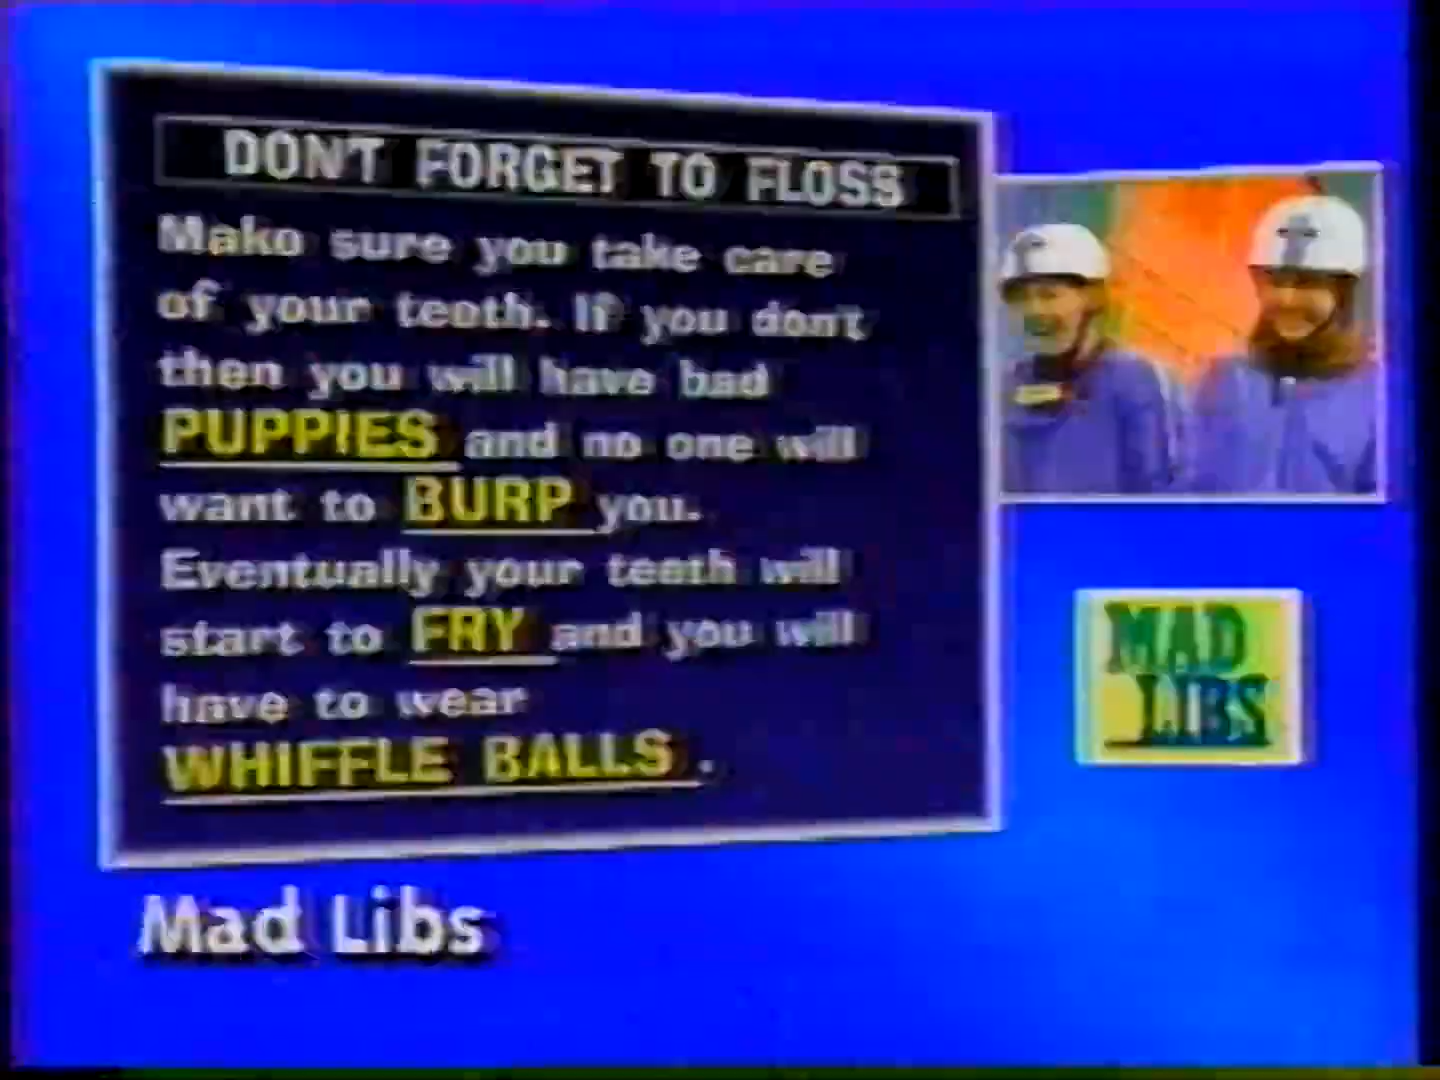 DON'T FORGET TO FLOSS
Make sure you take care
of your teeth. If you don't
then you will have bad
PUPPIES and no one will
want to BURP you.
Eventually your teeth will
start to FRY and you will
have to wear
WHIFFLE BALLS.
MAD
LIBS
Mad Libs